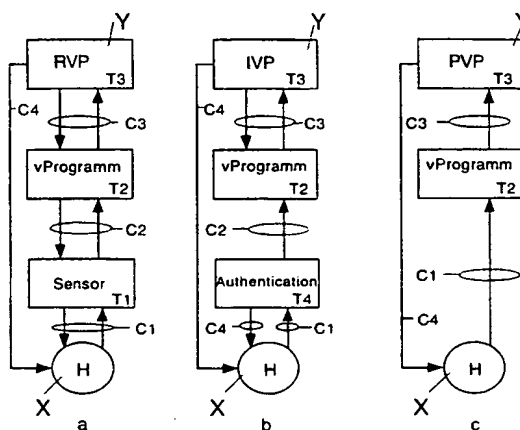 Y
RVP
T3
C4
C3
vProgramm
T2
C2
Sensor
T1
C1
H
X
a
Y
IVP
T3
C4
C3
vProgramm
T2
C2
Authentication
T4
C4
C1
H
X
b
Y
PVP
T3
C3
vProgramm
T2
C1
C4
H
X
c